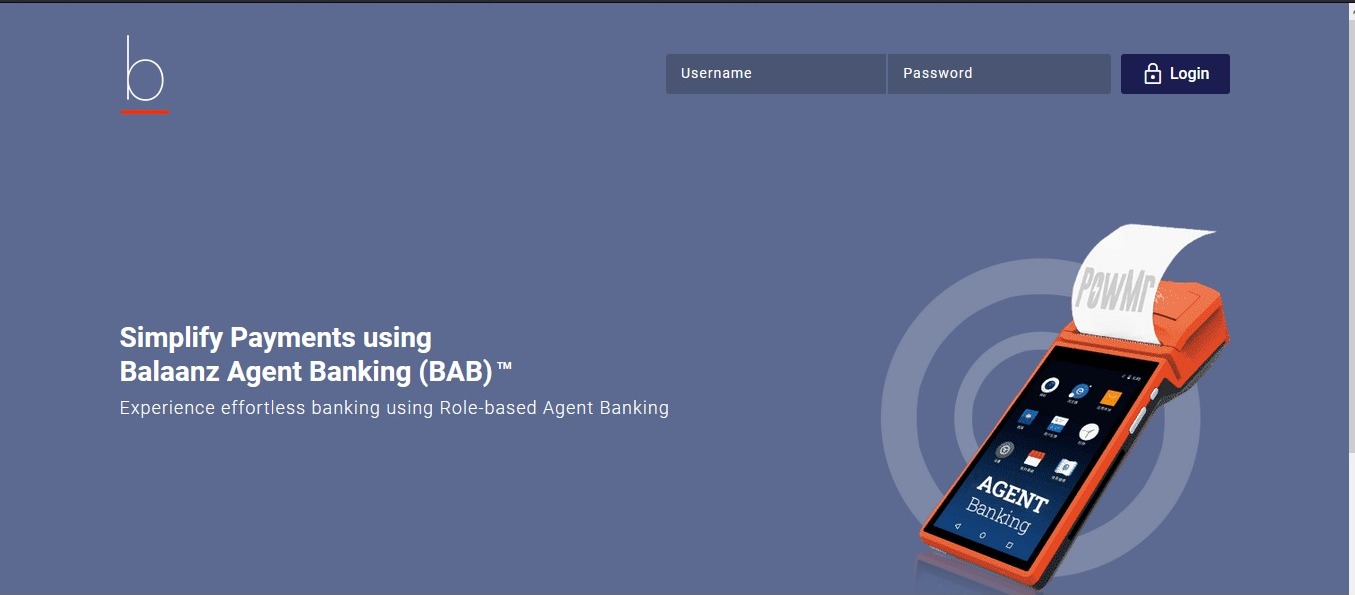 b
Username
Password
Login
Simplify Payments using
Balaanz Agent Banking (BAB)™
Experience effortless banking using Role-based Agent Banking
PowMr
AGENT
Banking